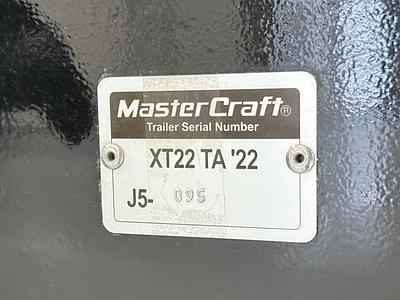 MasterCraft®
Trailer Serial Number
XT22 TA '22
J5- 095